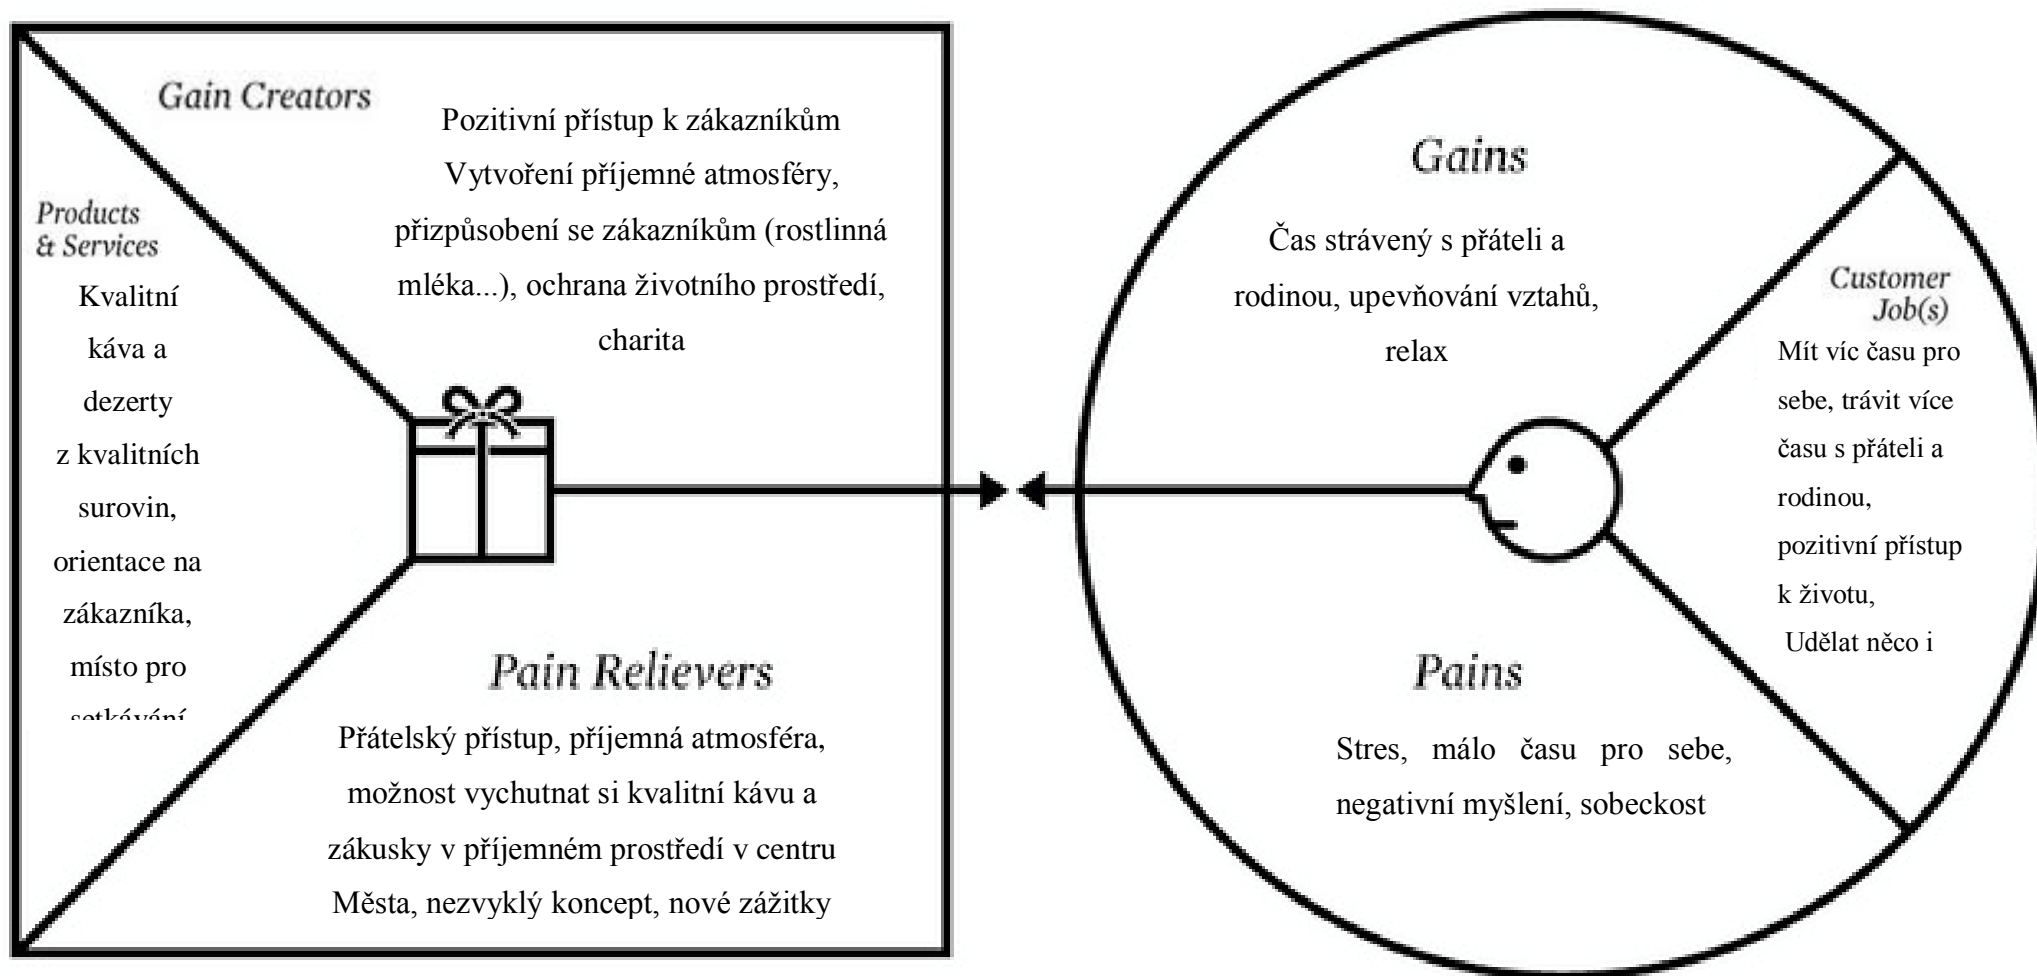 Gain Creators
Pozitivní přístup k zákazníkům
Vytvoření příjemné atmosféry,
přizpůsobení se zákazníkům (rostlinná
mléka...), ochrana životního prostředí,
charita
Products
& Services
Kvalitní
káva a
dezerty
z kvalitních
surovin,
orientace na
zákazníka,
místo pro
setkávání
Pain Relievers
Přátelský přístup, příjemná atmosféra,
možnost vychutnat si kvalitní kávu a
zákusky v příjemném prostředí v centru
Města, nezvyklý koncept, nové zážitky
Gains
Čas strávený s přáteli a
rodinou, upevňování vztahů,
relax
Customer
Job(s)
Mít víc času pro
sebe, trávit více
času s přáteli a
rodinou,
pozitivní přístup
k životu,
Udělat něco i
Pains
Stres, málo času pro sebe,
negativní myšlení, sobeckost